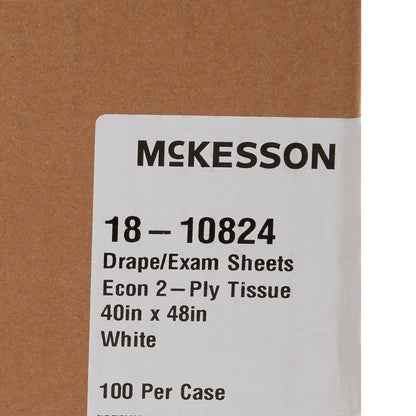 McKESSON
18-10824
Drape/Exam Sheets
Econ 2-Ply Tissue
40in x 48in
White
100 Per Case